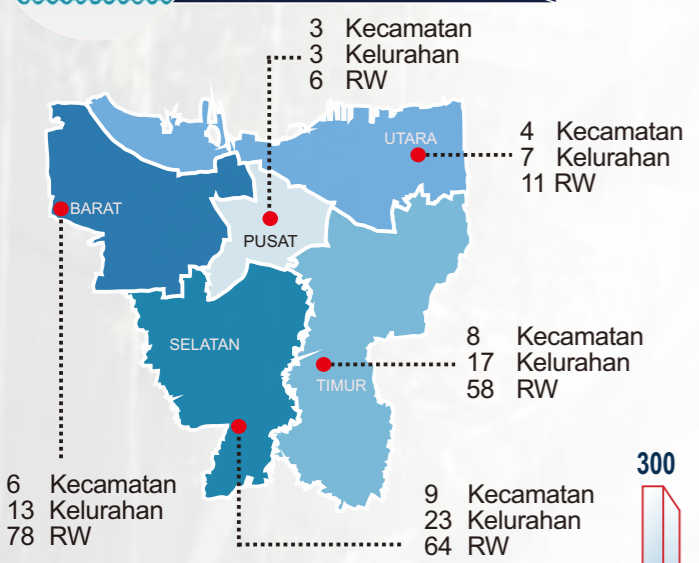 3 Kecamatan
3 Kelurahan
6 RW
UTARA
4 Kecamatan
7 Kelurahan
11 RW
BARAT
PUSAT
SELATAN
8 Kecamatan
17 Kelurahan
58 RW
TIMUR
300
6 Kecamatan
13 Kelurahan
78 RW
9 Kecamatan
23 Kelurahan
64 RW